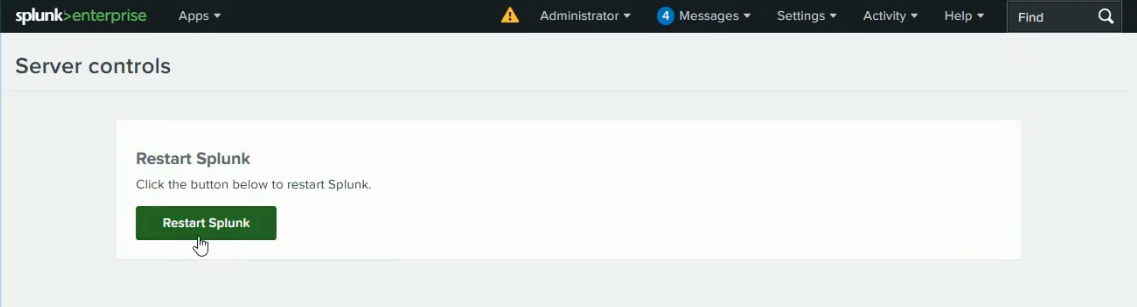 splunk>enterprise Apps Administrator 4 Messages Settings Activity Help Find
Server controls
Restart Splunk
Click the button below to restart Splunk.
Restart Splunk